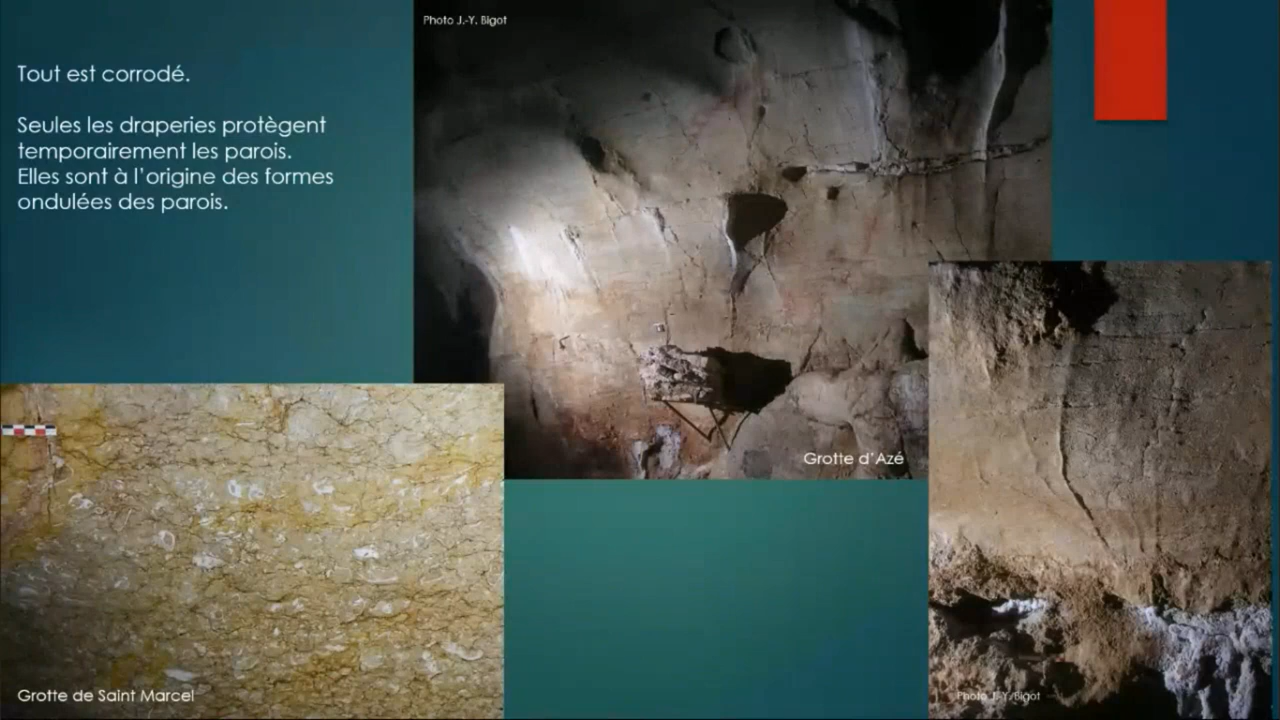 Photo J.-Y. Bigot
Tout est corrodé.
Seules les draperies protègent
temporairement les parois.
Elles sont à l'origine des formes
ondulées des parois.
Grotte d'Azé
Grotte de Saint Marcel
Photo J.-Y. Bigot